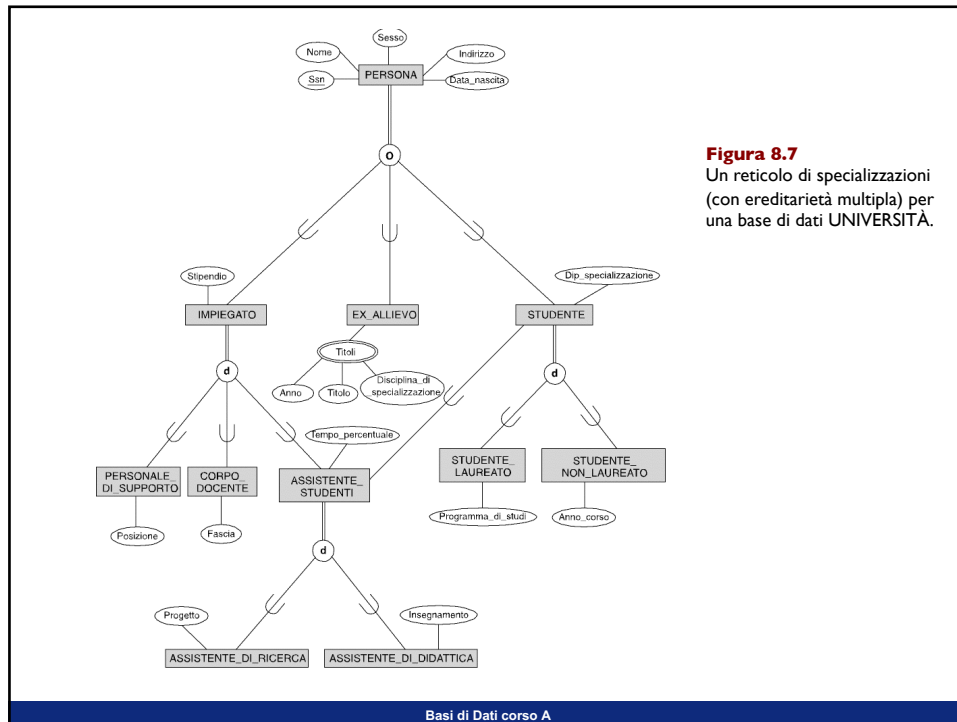 Sesso
Nome
Indirizzo
Ssn
PERSONA
Data_nascita
O
Figura 8.7
Un reticolo di specializzazioni
(con ereditarietà multipla) per
una base di dati UNIVERSITÀ.
Stipendio
Dip_specializzazione
IMPIEGATO
EX_ALLIEVO
STUDENTE
Titoli
d
d
Anno
Titolo
Disciplina_di
specializzazione
Tempo_percentuale
PERSONALE_
DI_SUPPORTO
CORPO_
DOCENTE
ASSISTENTE_
STUDENTI
STUDENTE_
LAUREATO
STUDENTE_
NON_LAUREATO
Posizione
Fascia
Programma_di_studi
Anno_corso
d
Progetto
Insegnamento
ASSISTENTE_DI_RICERCA
ASSISTENTE_DI_DIDATTICA
Basi di Dati corso A